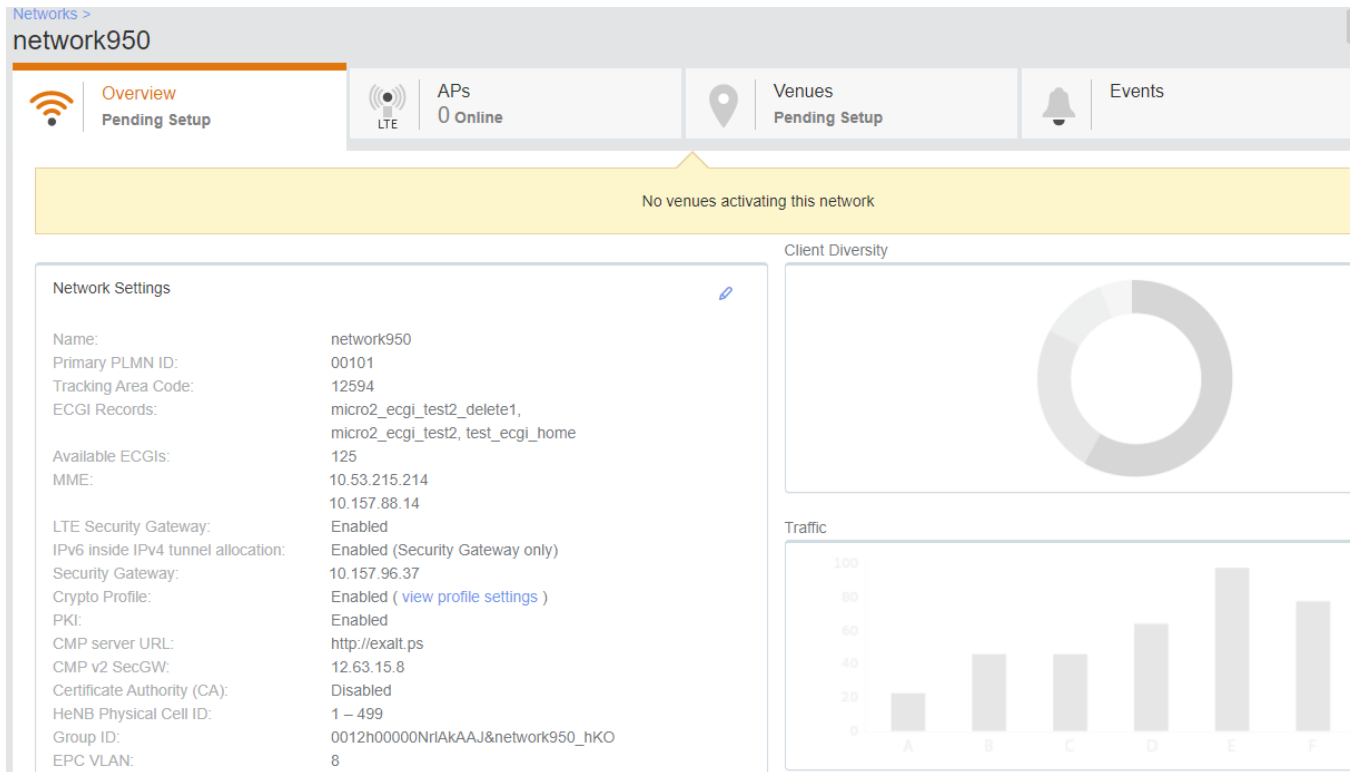 Networks >
network950
Overview
Pending Setup
LTE
APs
0 Online
Venues
Pending Setup
Events
No venues activating this network
Network Settings
Name: network950
Primary PLMN ID: 00101
Tracking Area Code: 12594
ECGI Records: micro2_ecgi_test2_delete1,
micro2_ecgi_test2, test_ecgi_home
Available ECGIs: 125
MME: 10.53.215.214
10.157.88.14
LTE Security Gateway: Enabled
IPv6 inside IPv4 tunnel allocation: Enabled (Security Gateway only)
Security Gateway: 10.157.96.37
Crypto Profile: Enabled ( view profile settings )
PKI: Enabled
CMP server URL: http://exalt.ps
CMP v2 SecGW: 12.63.15.8
Certificate Authority (CA): Disabled
HeNB Physical Cell ID: 1 – 499
Group ID: 0012h00000NrlAkAAJ&network950_hKO
EPC VLAN: 8
Client Diversity
Traffic
100
80
60
40
20
0
A B C D E F